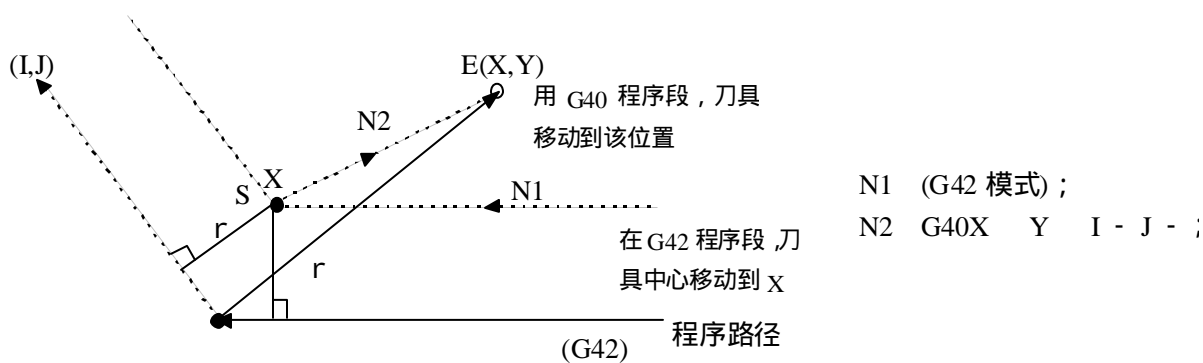 (I,J)
E(X,Y)
用 G40 程序段，刀具
移动到该位置
N2
S
X
N1
r
r
在 G42 程序段,刀
具中心移动到 X
程序路径
(G42)
N1 (G42 模式)；
N2 G40X Y I - J - ;